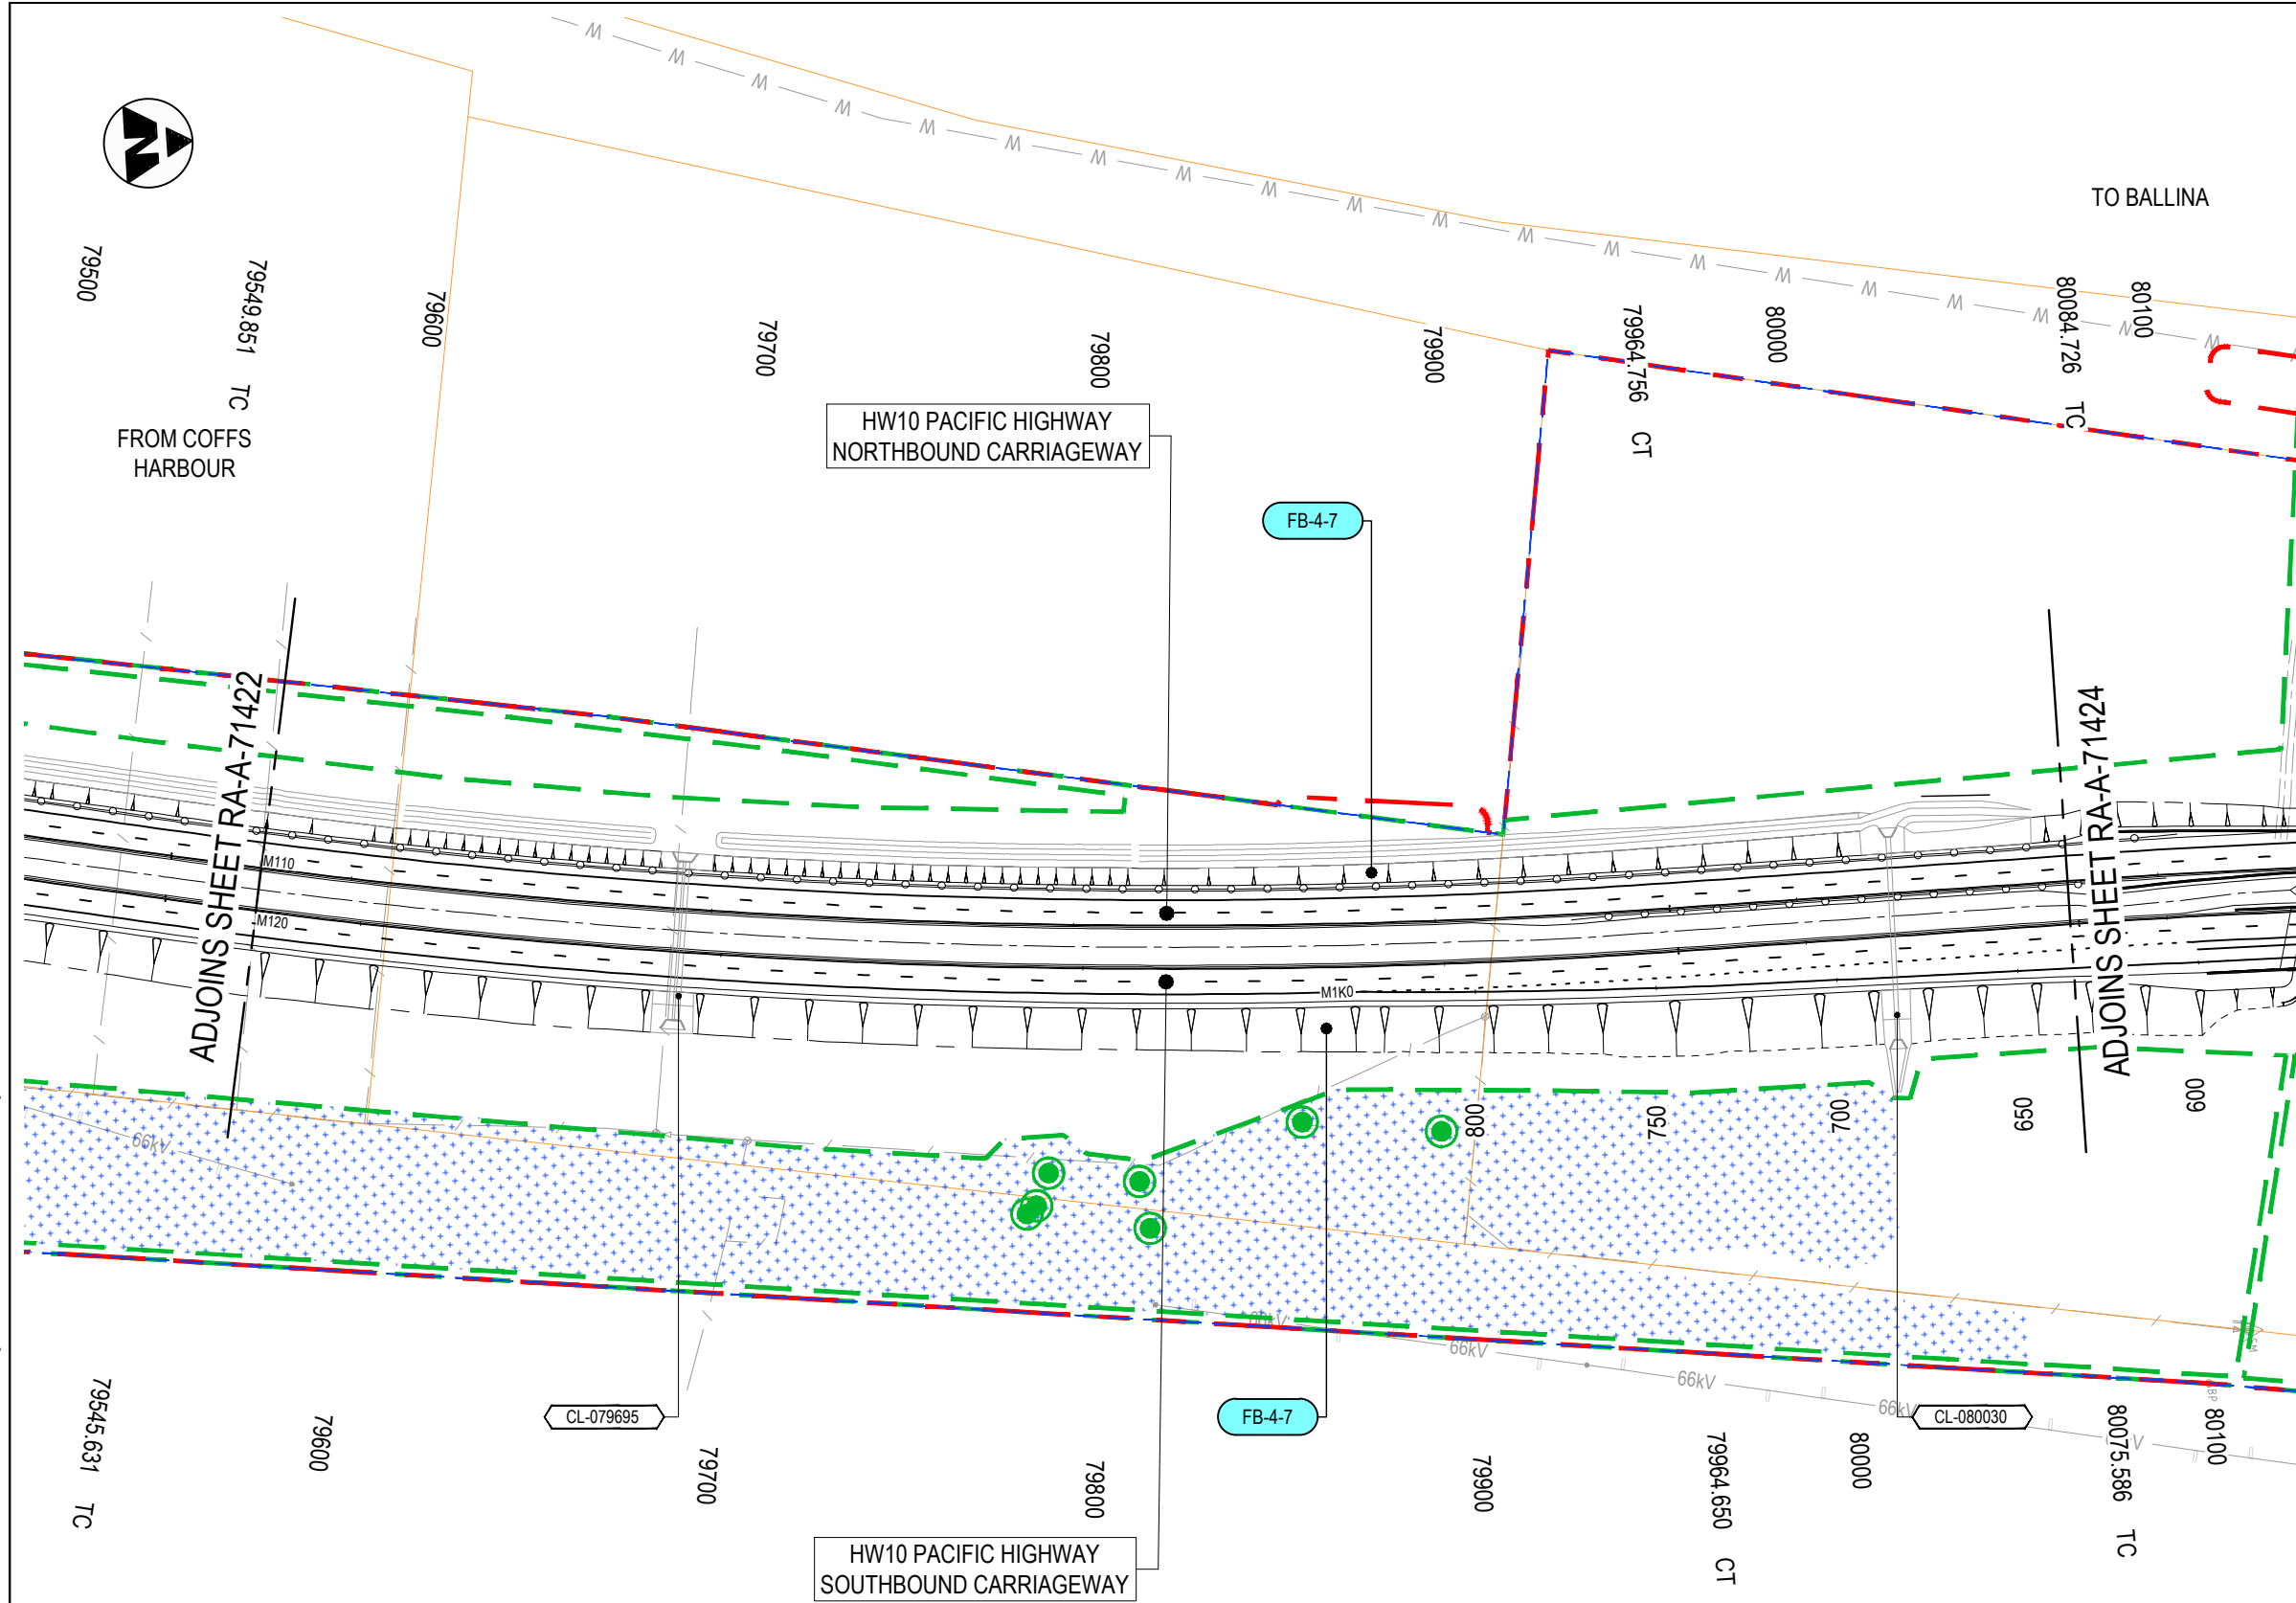 N
W W W W W W W W W W W W W W W W W W W W W
TO BALLINA
79500
79549.851 TC
79600
79700
79800
79900
79964.756 CT
80000
80084.726 TC
80100
FROM COFFS
HARBOUR
HW10 PACIFIC HIGHWAY
NORTHBOUND CARRIAGEWAY
FB-4-7
ADJOINS SHEET RA-A-71422
ADJOINS SHEET RA-A-71424
M110
M120
M1K0
800
750
700
650
600
66kV
66kV
66kV
66kV
66kV
CL-079695
FB-4-7
CL-080030
79545.631 TC
79600
79700
79800
79900
79964.650 CT
80000
80075.586 TC
80100
HW10 PACIFIC HIGHWAY
SOUTHBOUND CARRIAGEWAY